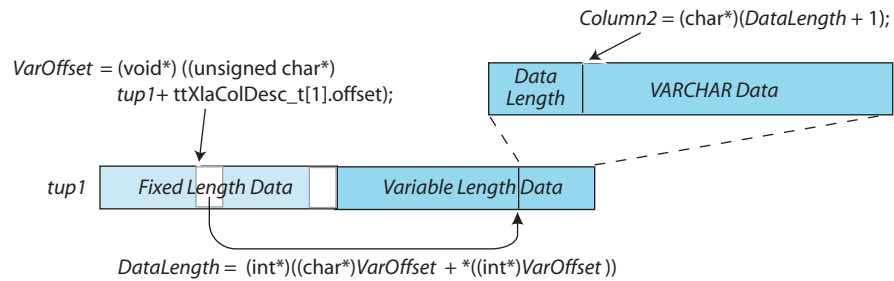 Column2 = (char*)(DataLength + 1);
VarOffset = (void*) ((unsigned char*)
tup1+ ttXlaColDesc_t[1].offset);
Data
Length
VARCHAR Data
tup1
Fixed Length Data
Variable Length Data
DataLength = (int*)((char*)VarOffset + *((int*)VarOffset ))